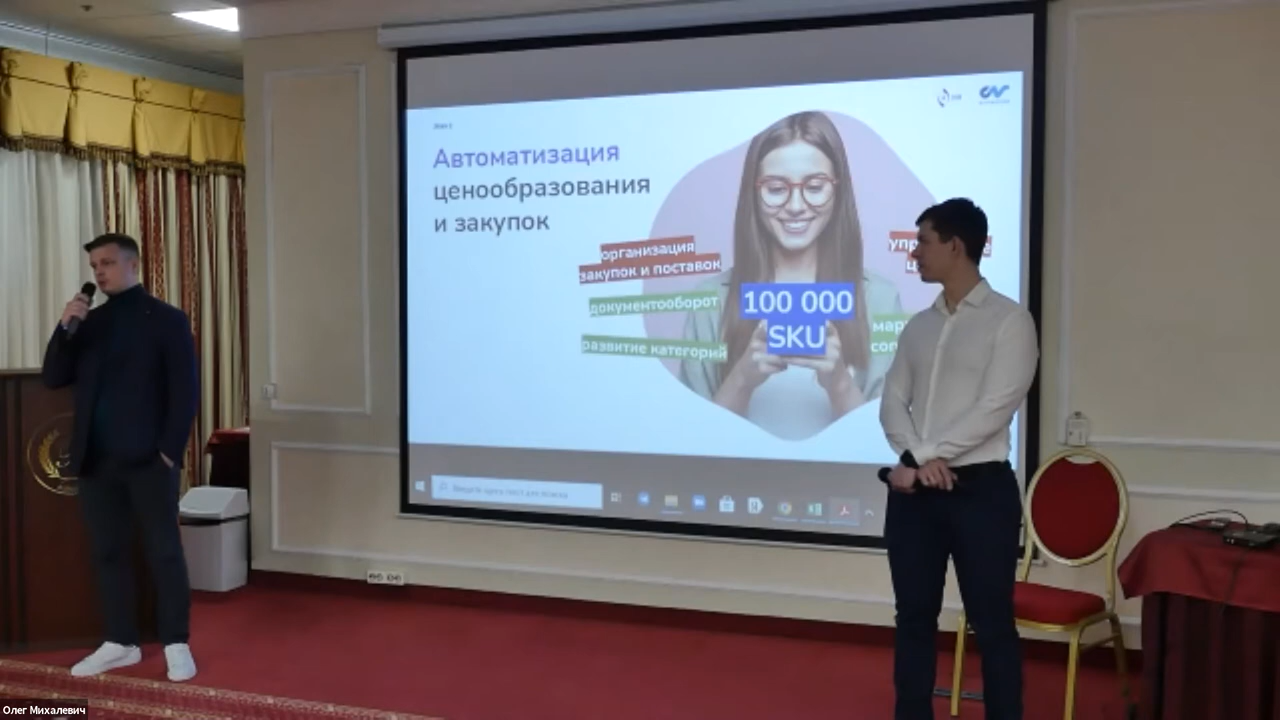 Автоматизация
ценообразования
и закупок
организация
закупок и поставок
документооборот
развитие категорий
100 000
SKU
Олег Михалевич